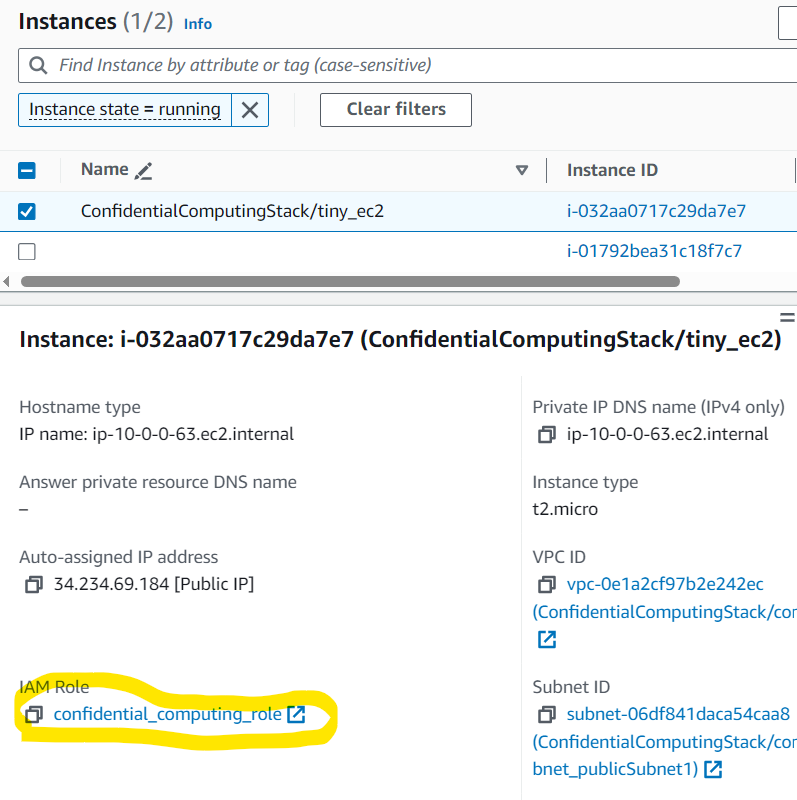 Instances (1/2) Info
Find Instance by attribute or tag (case-sensitive)
Instance state = running
Clear filters
Name
Instance ID
ConfidentialComputingStack/tiny_ec2
i-032aa0717c29da7e7
i-01792bea31c18f7c7
Instance: i-032aa0717c29da7e7 (ConfidentialComputingStack/tiny_ec2)
Hostname type
IP name: ip-10-0-0-63.ec2.internal
Private IP DNS name (IPv4 only)
ip-10-0-0-63.ec2.internal
Answer private resource DNS name
–
Instance type
t2.micro
Auto-assigned IP address
34.234.69.184 [Public IP]
VPC ID
vpc-0e1a2cf97b2e242ec
(ConfidentialComputingStack/cor
IAM Role
confidential_computing_role
Subnet ID
subnet-06df841daca54caa8
(ConfidentialComputingStack/cor
bnet_publicSubnet1)